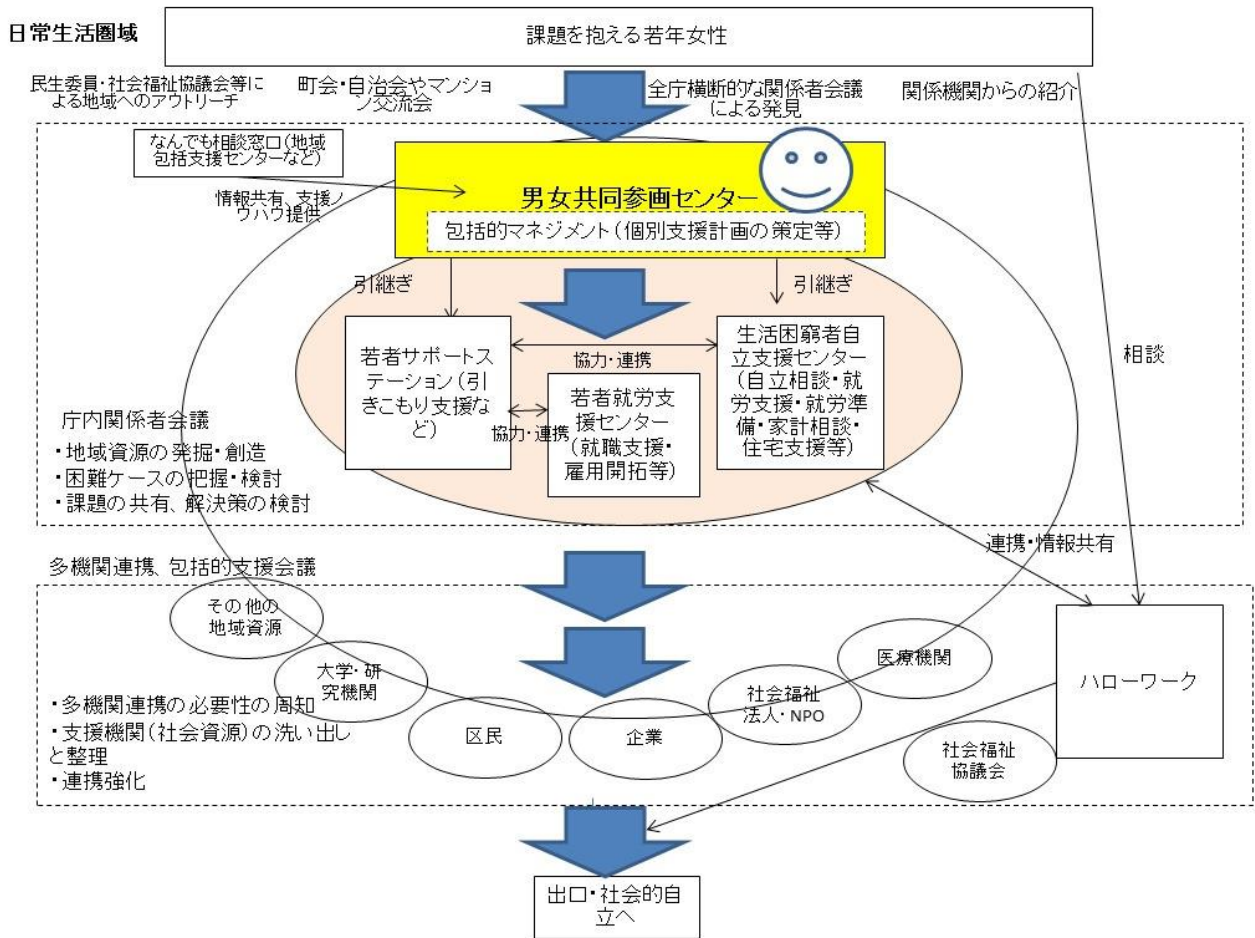 日常生活圏域
課題を抱える若年女性
民生委員・社会福祉協議会等に
よる地域へのアウトリーチ
町会・自治会やマンショ
ン交流会
全庁横断的な関係者会議
による発見
関係機関からの紹介
なんでも相談窓口(地域
包括支援センターなど)
情報共有、支援ノ
ウハウ提供
男女共同参画センター
包括的マネジメント(個別支援計画の策定等)
引継ぎ
引継ぎ
若者サポートス
テーション(引
きこもり支援な
ど)
協力・連携
協力・連携
若者就労支
援センター
(就職支援・
雇用開拓等)
生活困窮者自
立支援センター
(自立相談・就
労支援・就労準
備・家計相談・
住宅支援等)
相談
庁内関係者会議
・地域資源の発掘・創造
・困難ケースの把握・検討
・課題の共有、解決策の検討
連携・情報共有
多機関連携、包括的支援会議
その他の
地域資源
大学・研
究機関
区民
企業
社会福祉
法人・NPO
医療機関
社会福祉
協議会
ハローワーク
・多機関連携の必要性の周知
・支援機関(社会資源)の洗い出し
と整理
・連携強化
出口・社会的自
立へ